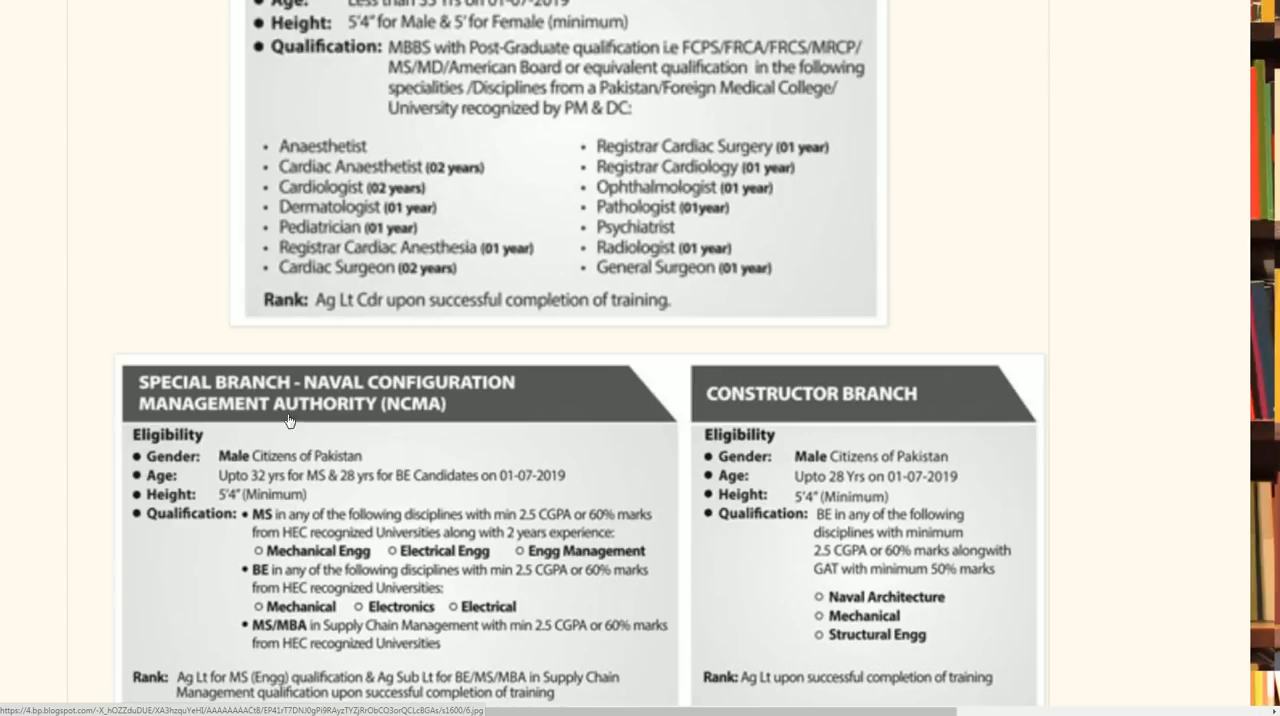 Age: Less than 35 Yrs on 01-07-2019
● Height: 5'4" for Male & 5' for Female (minimum)
● Qualification: MBBS with Post-Graduate qualification i.e FCPS/FRCA/FRCS/MRCP/
MS/MD/American Board or equivalent qualification in the following
specialities /Disciplines from a Pakistan/Foreign Medical College/
University recognized by PM & DC:
• Anaesthetist
• Cardiac Anaesthetist (02 years)
• Cardiologist (02 years)
• Dermatologist (01 year)
• Pediatrician (01 year)
• Registrar Cardiac Anesthesia (01 year)
• Cardiac Surgeon (02 years)
• Registrar Cardiac Surgery (01 year)
• Registrar Cardiology (01 year)
• Ophthalmologist (01 year)
• Pathologist (01year)
• Psychiatrist
• Radiologist (01 year)
• General Surgeon (01 year)
Rank: Ag Lt Cdr upon successful completion of training.
SPECIAL BRANCH - NAVAL CONFIGURATION
MANAGEMENT AUTHORITY (NCMA)
Eligibility
● Gender: Male Citizens of Pakistan
● Age: Upto 32 yrs for MS & 28 yrs for BE Candidates on 01-07-2019
● Height: 5'4" (Minimum)
● Qualification: • MS in any of the following disciplines with min 2.5 CGPA or 60% marks
from HEC recognized Universities along with 2 years experience:
○ Mechanical Engg ○ Electrical Engg ○ Engg Management
• BE in any of the following disciplines with min 2.5 CGPA or 60% marks
from HEC recognized Universities:
○ Mechanical ○ Electronics ○ Electrical
• MS/MBA in Supply Chain Management with min 2.5 CGPA or 60% marks
from HEC recognized Universities
Rank: Ag Lt for MS (Engg) qualification & Ag Sub Lt for BE/MS/MBA in Supply Chain
Management qualification upon successful completion of training
CONSTRUCTOR BRANCH
Eligibility
● Gender: Male Citizens of Pakistan
● Age: Upto 28 Yrs on 01-07-2019
● Height: 5'4" (Minimum)
● Qualification: BE in any of the following
disciplines with minimum
2.5 CGPA or 60% marks alongwith
GAT with minimum 50% marks
○ Naval Architecture
○ Mechanical
○ Structural Engg
Rank: Ag Lt upon successful completion of training